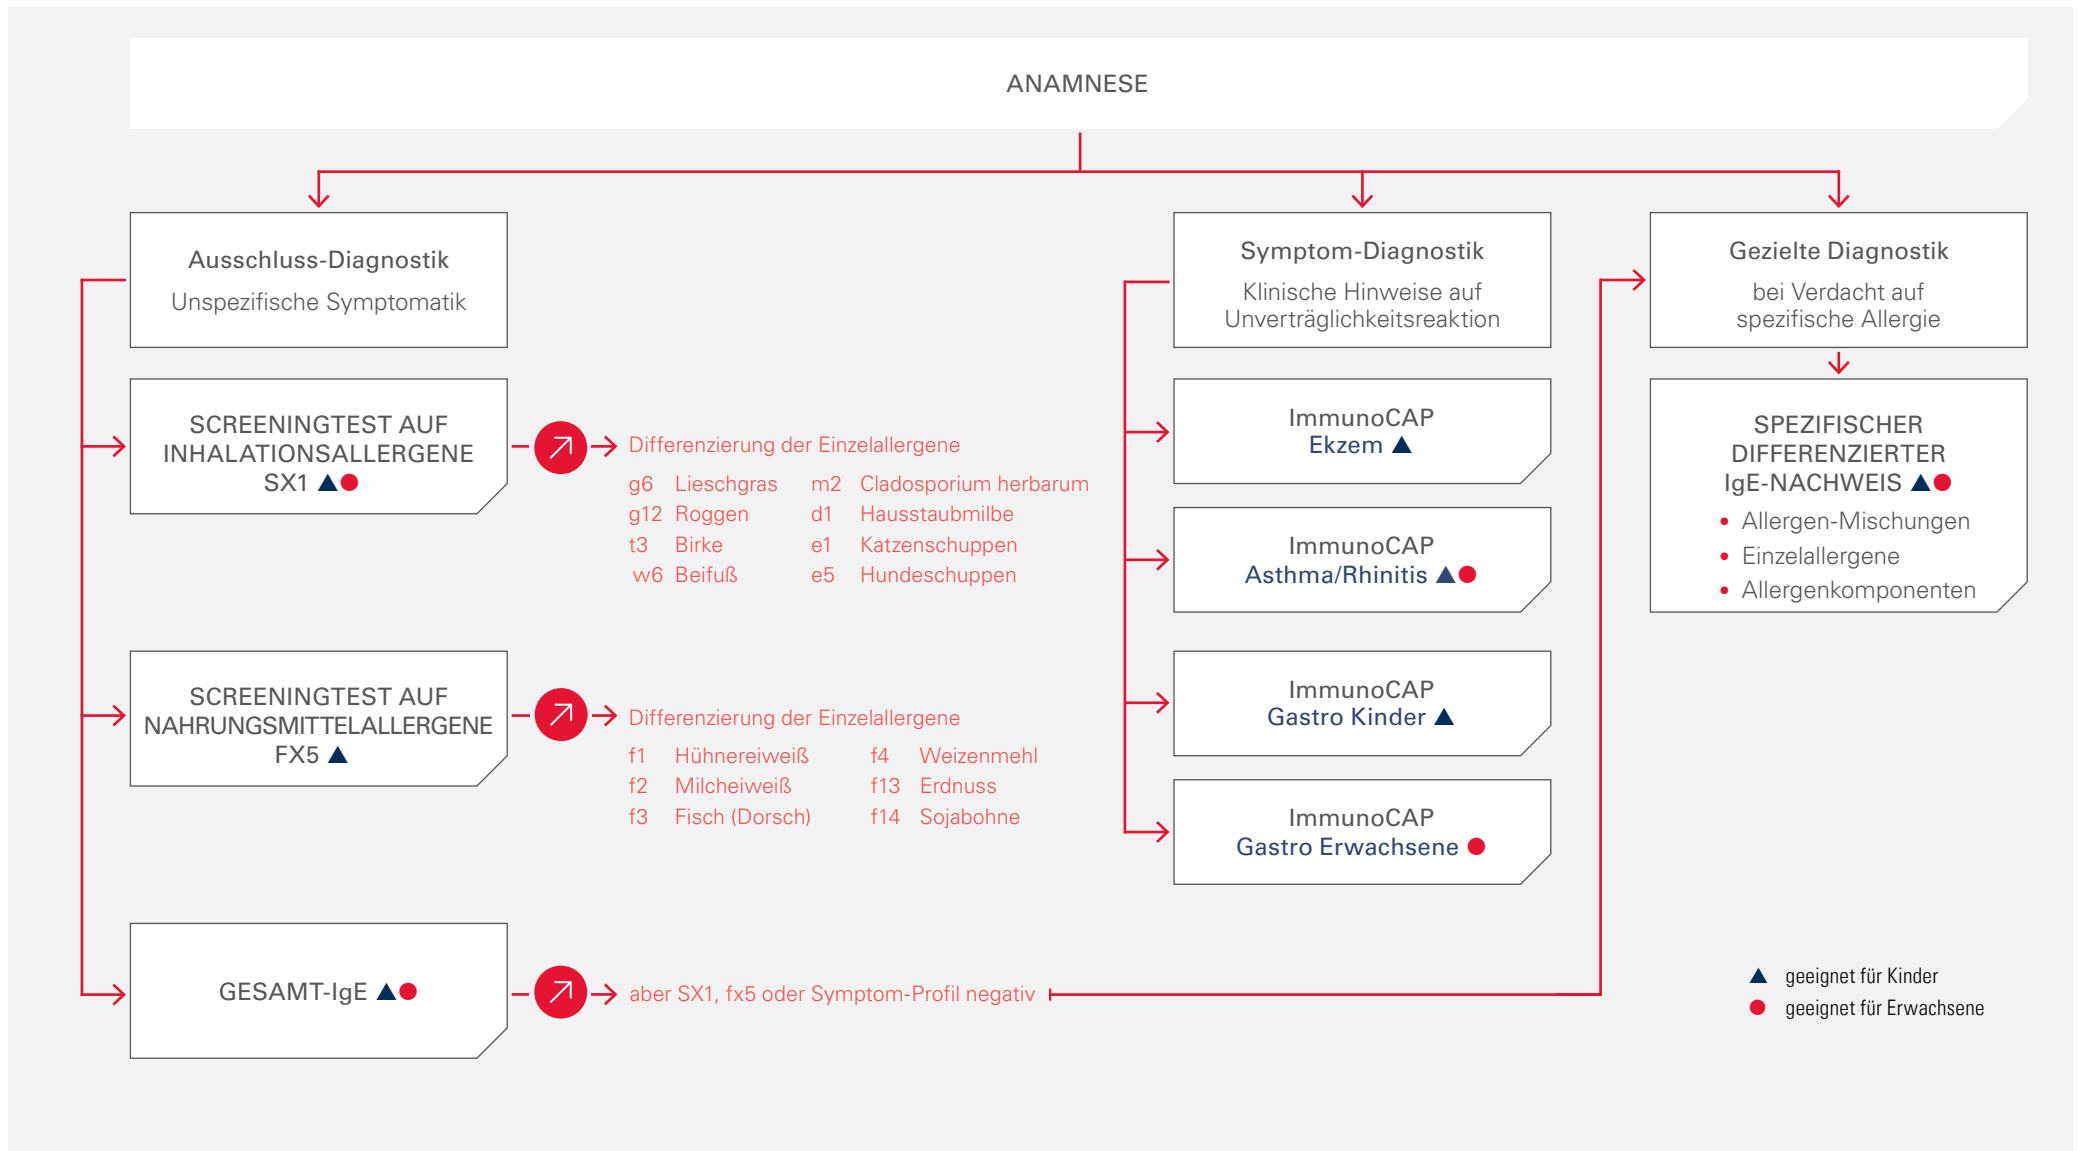 ANAMNESE
Ausschluss-Diagnostik
Unspezifische Symptomatik
SCREENINGTEST AUF
INHALATIONSALLERGENE
SX1
Differenzierung der Einzelallergene
g6 Lieschgras m2 Cladosporium herbarum
g12 Roggen d1 Hausstaubmilbe
t3 Birke e1 Katzenschuppen
w6 Beifuß e5 Hundeschuppen
SCREENINGTEST AUF
NAHRUNGSMITTELALLERGENE
FX5
Differenzierung der Einzelallergene
f1 Hühnereiweiß f4 Weizenmehl
f2 Milcheiweiß f13 Erdnuss
f3 Fisch (Dorsch) f14 Sojabohne
GESAMT-IgE
aber SX1, fx5 oder Symptom-Profil negativ
Symptom-Diagnostik
Klinische Hinweise auf
Unverträglichkeitsreaktion
ImmunoCAP
Ekzem
ImmunoCAP
Asthma/Rhinitis
ImmunoCAP
Gastro Kinder
ImmunoCAP
Gastro Erwachsene
Gezielte Diagnostik
bei Verdacht auf
spezifische Allergie
SPEZIFISCHER
DIFFERENZIERTER
IgE-NACHWEIS
• Allergen-Mischungen
• Einzelallergene
• Allergenkomponenten
geeignet für Kinder
geeignet für Erwachsene